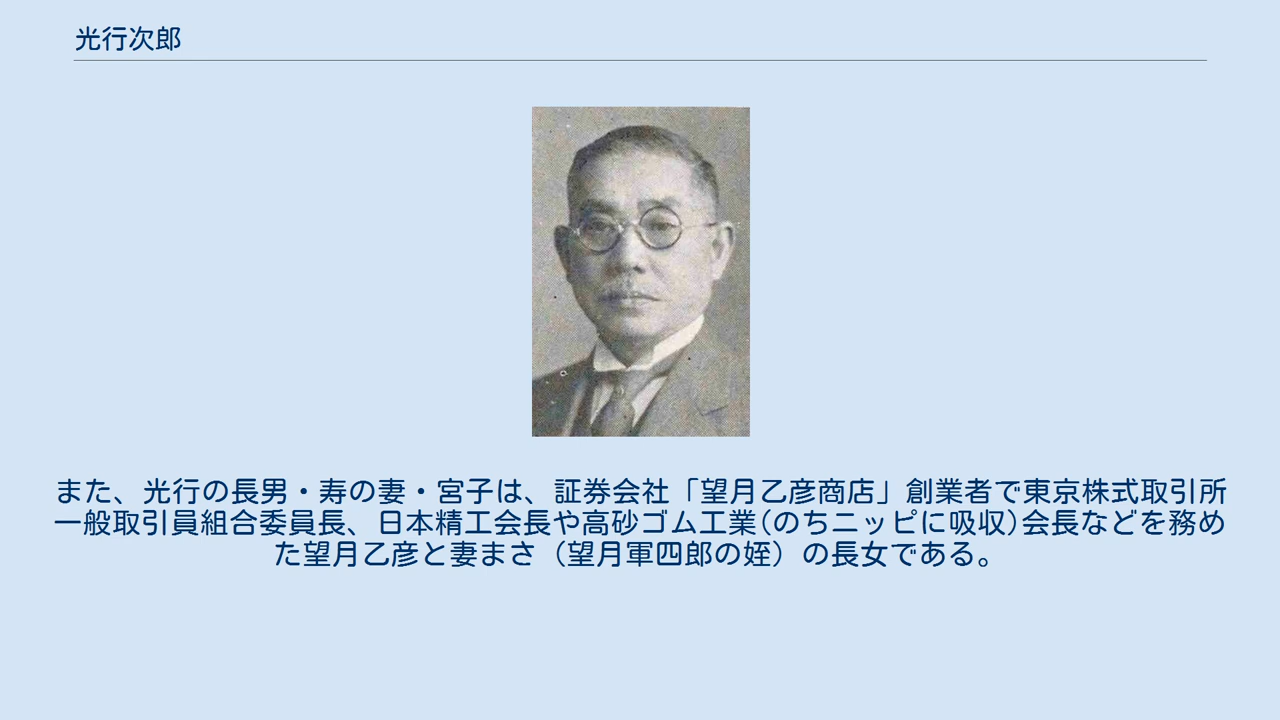 光行次郎
また、光行の長男・寿の妻・宮子は、証券会社「望月乙彦商店」創業者で東京株式取引所
一般取引員組合委員長、日本精工会長や高砂ゴム工業(のちニッピに吸収)会長などを務め
た望月乙彦と妻まさ（望月軍四郎の姪）の長女である。